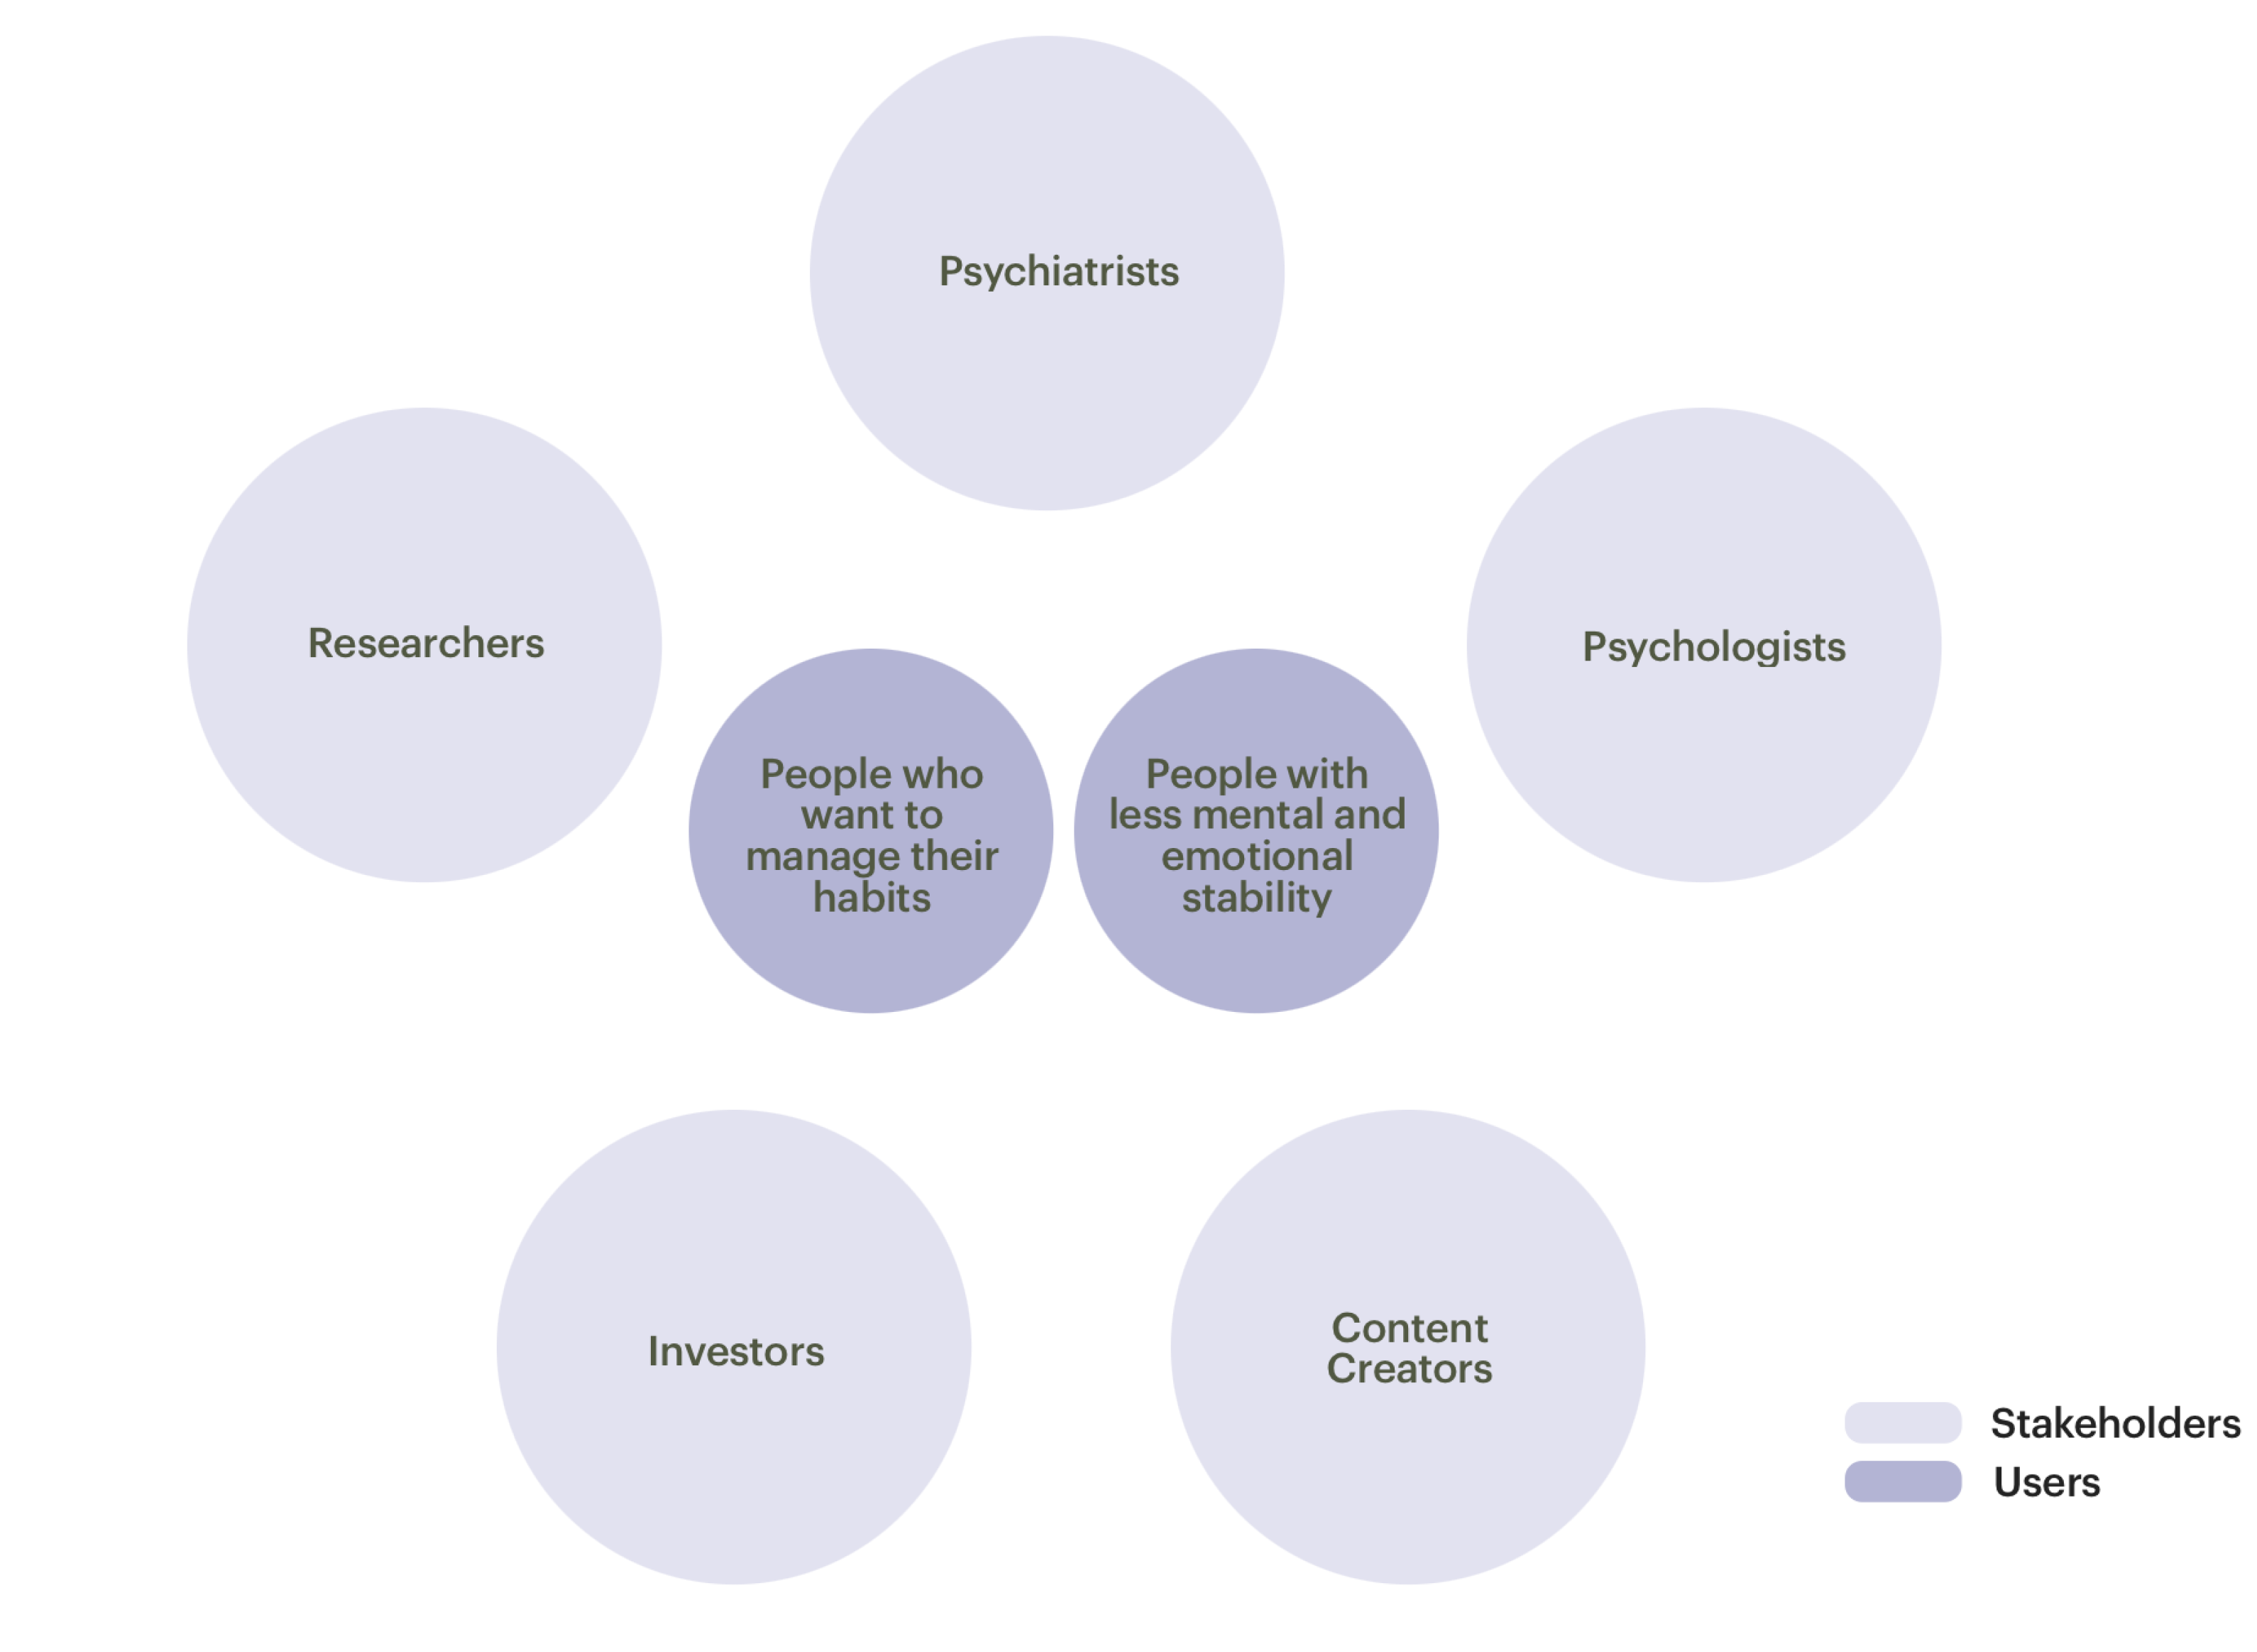 Psychiatrists
Researchers
Psychologists
People who
want to
manage their
habits
People with
less mental and
emotional
stability
Investors
Content
Creators
Stakeholders
Users